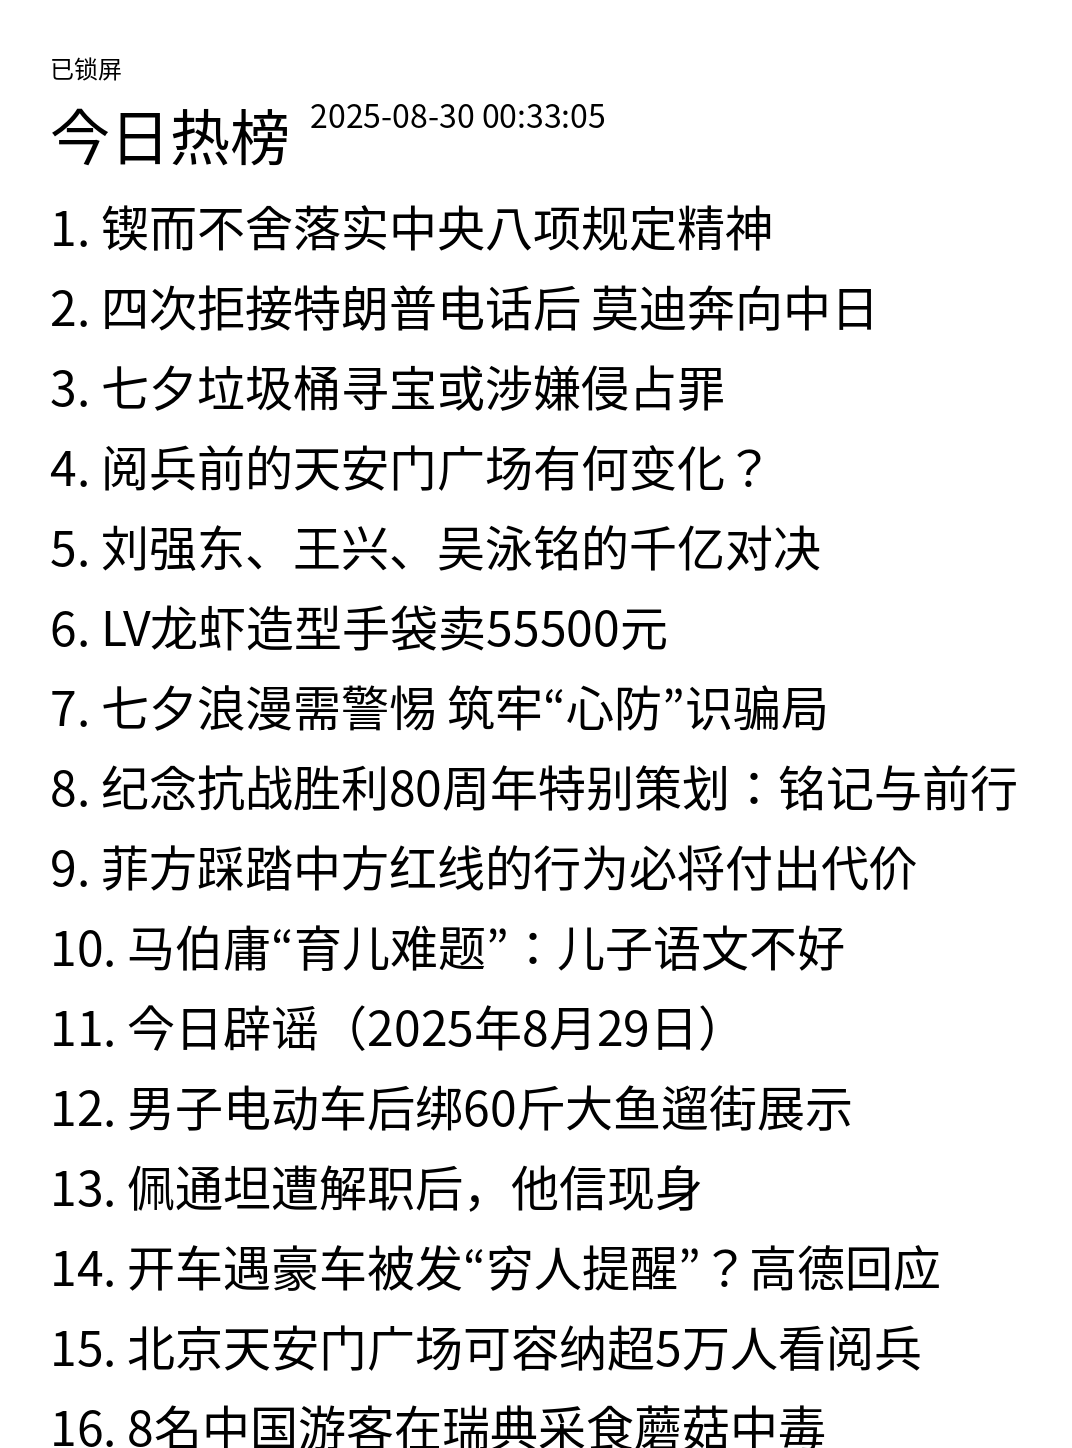 已锁屏
今日热榜 2025-08-30 00:33:05
1. 锲而不舍落实中央八项规定精神
2. 四次拒接特朗普电话后 莫迪奔向中日
3. 七夕垃圾桶寻宝或涉嫌侵占罪
4. 阅兵前的天安门广场有何变化？
5. 刘强东、王兴、吴泳铭的千亿对决
6. LV龙虾造型手袋卖55500元
7. 七夕浪漫需警惕 筑牢“心防”识骗局
8. 纪念抗战胜利80周年特别策划：铭记与前行
9. 菲方踩踏中方红线的行为必将付出代价
10. 马伯庸“育儿难题”：儿子语文不好
11. 今日辟谣（2025年8月29日）
12. 男子电动车后绑60斤大鱼遛街展示
13. 佩通坦遭解职后，他信现身
14. 开车遇豪车被发“穷人提醒”？高德回应
15. 北京天安门广场可容纳超5万人看阅兵
16. 8名中国游客在瑞典采食蘑菇中毒